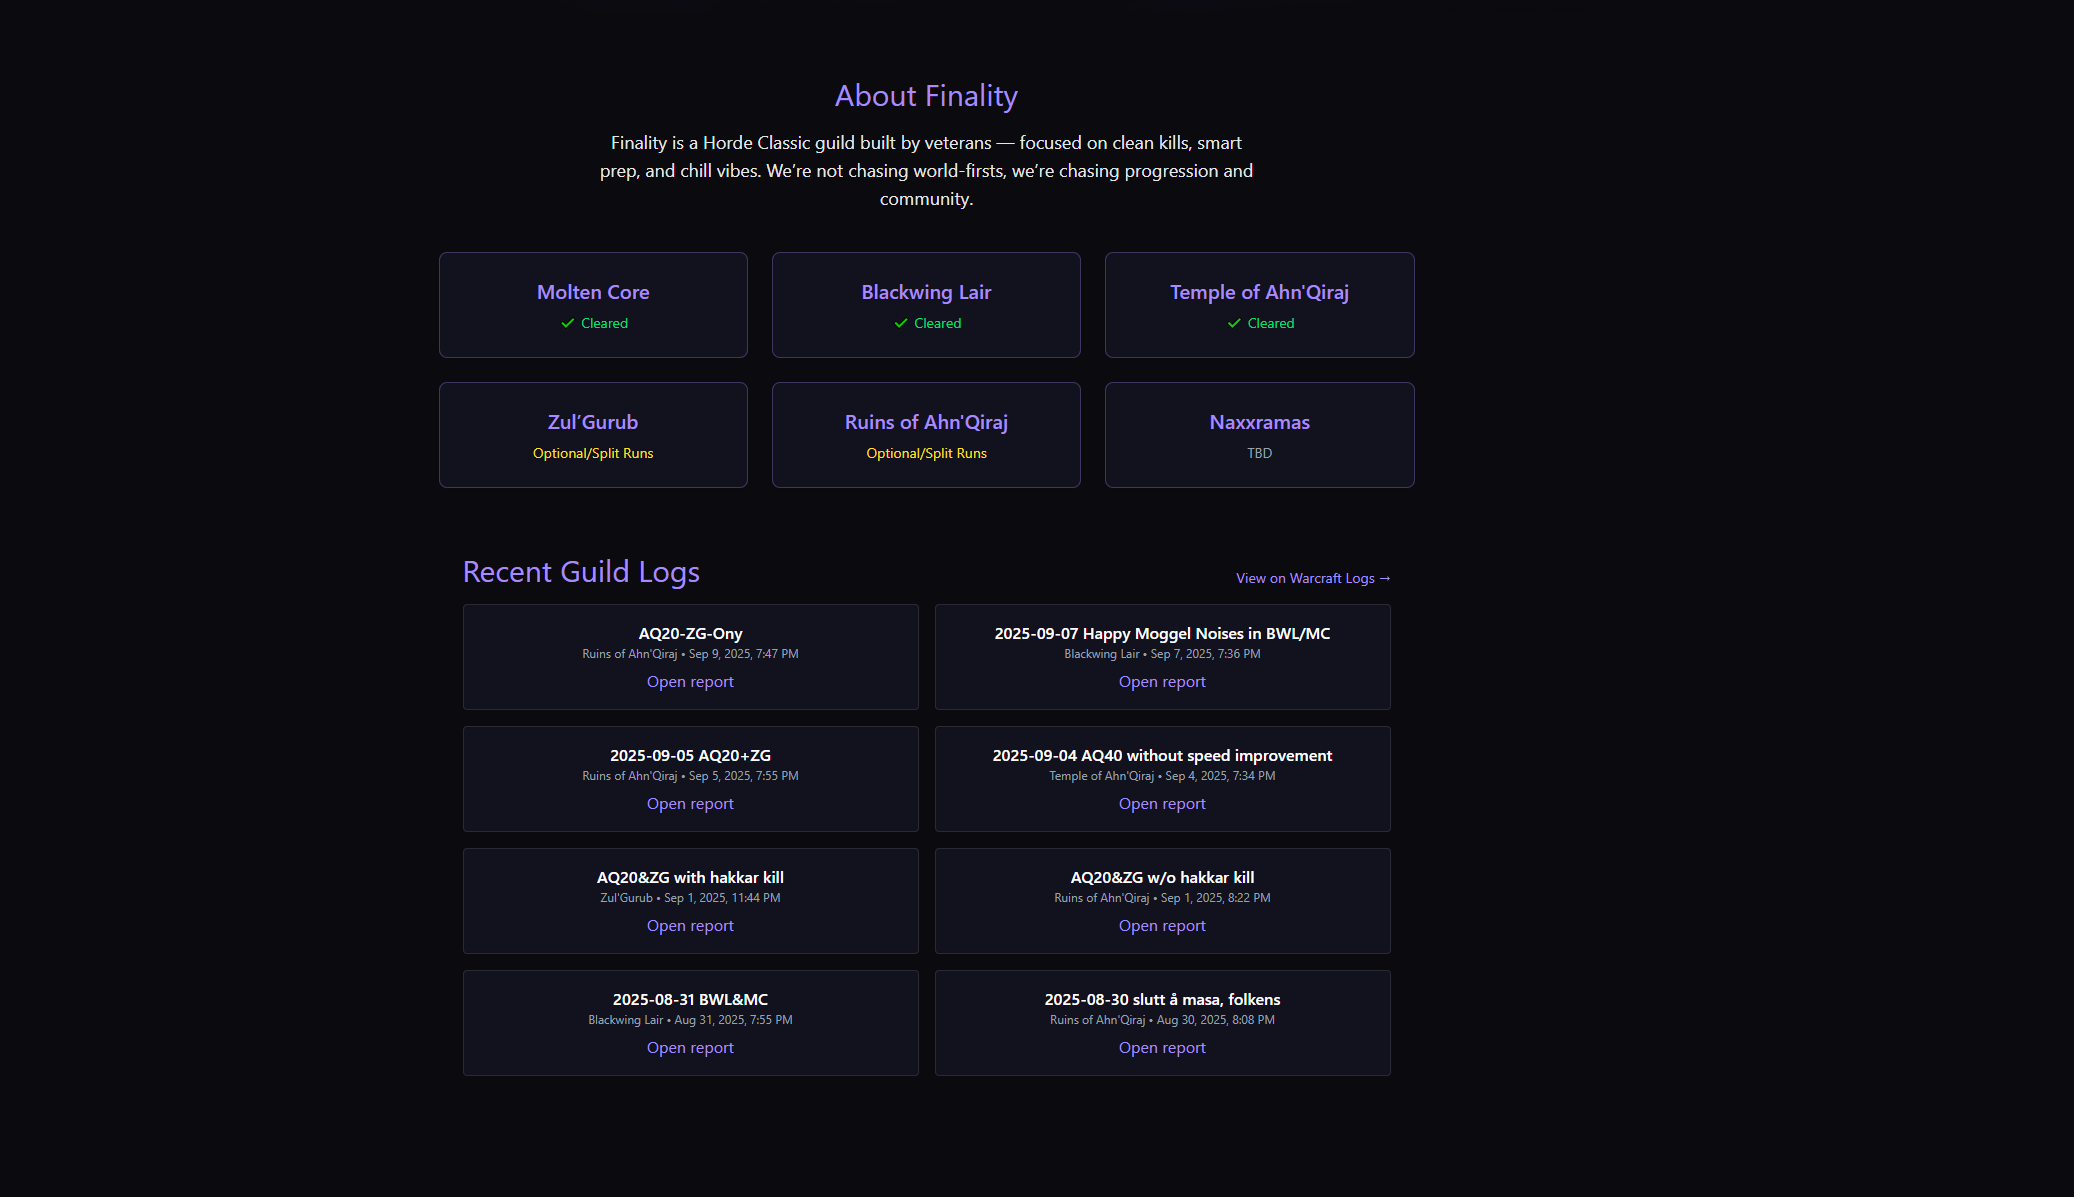 About Finality
Finality is a Horde Classic guild built by veterans — focused on clean kills, smart
prep, and chill vibes. We’re not chasing world-firsts, we’re chasing progression and
community.
Molten Core
✓ Cleared
Blackwing Lair
✓ Cleared
Temple of Ahn'Qiraj
✓ Cleared
Zul’Gurub
Optional/Split Runs
Ruins of Ahn'Qiraj
Optional/Split Runs
Naxxramas
TBD
Recent Guild Logs
View on Warcraft Logs →
AQ20-ZG-Ony
Ruins of Ahn'Qiraj • Sep 9, 2025, 7:47 PM
Open report
2025-09-07 Happy Moggel Noises in BWL/MC
Blackwing Lair • Sep 7, 2025, 7:36 PM
Open report
2025-09-05 AQ20+ZG
Ruins of Ahn'Qiraj • Sep 5, 2025, 7:55 PM
Open report
2025-09-04 AQ40 without speed improvement
Temple of Ahn'Qiraj • Sep 4, 2025, 7:34 PM
Open report
AQ20&ZG with hakkar kill
Zul'Gurub • Sep 1, 2025, 11:44 PM
Open report
AQ20&ZG w/o hakkar kill
Ruins of Ahn'Qiraj • Sep 1, 2025, 8:22 PM
Open report
2025-08-31 BWL&MC
Blackwing Lair • Aug 31, 2025, 7:55 PM
Open report
2025-08-30 slutt å masa, folkens
Ruins of Ahn'Qiraj • Aug 30, 2025, 8:08 PM
Open report